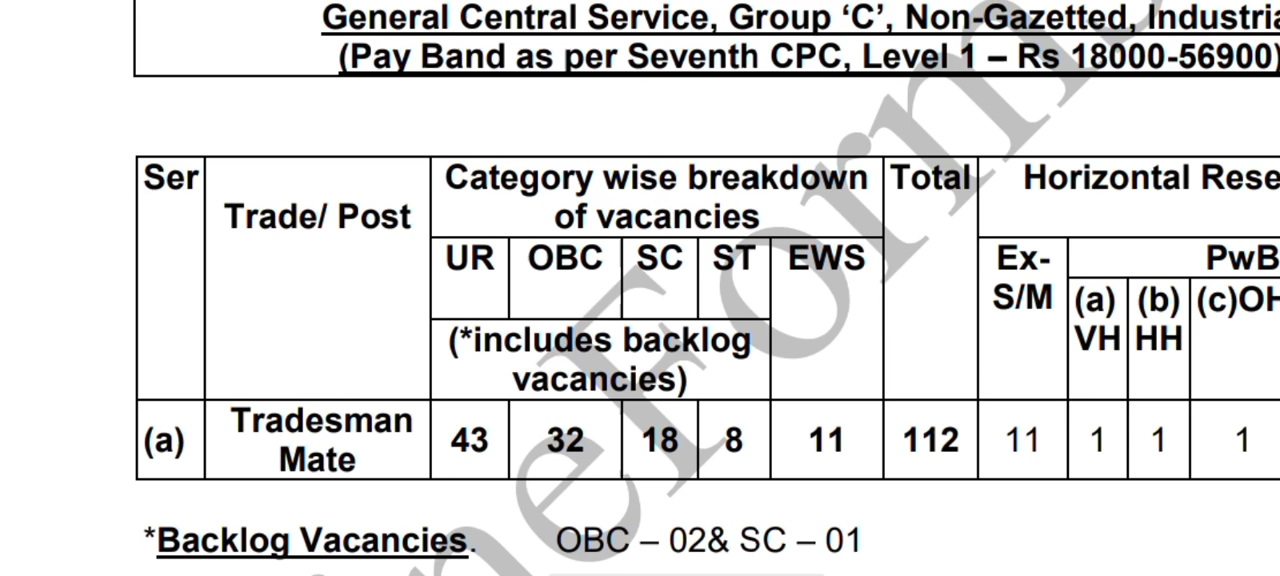 General Central Service, Group ‘C’, Non-Gazetted, Industri
(Pay Band as per Seventh CPC, Level 1 – Rs 18000-56900)
Ser Trade/ Post Category wise breakdown of vacancies Total Horizontal Rese
UR OBC SC ST EWS Ex-S/M PwB
(a) VH (b) HH (c)OH
(*includes backlog
vacancies)
(a) Tradesman Mate 43 32 18 8 11 112 11 1 1 1
*Backlog Vacancies. OBC – 02& SC – 01